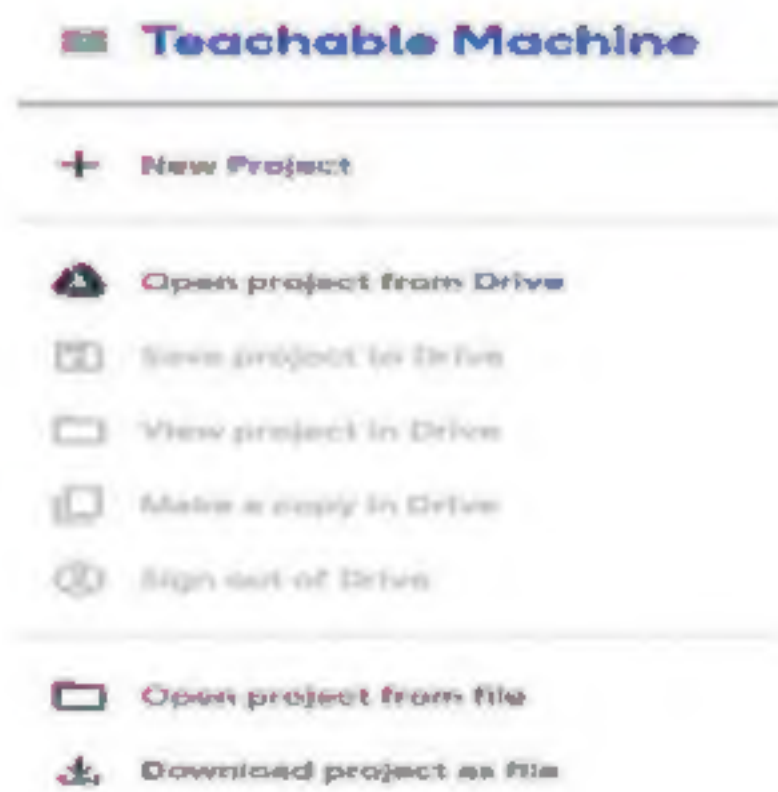 Teachable Machine
New Project
Open project from Drive
Save project to Drive
View project in Drive
Make a copy in Drive
Sign out of Drive
Open project from file
Download project as file